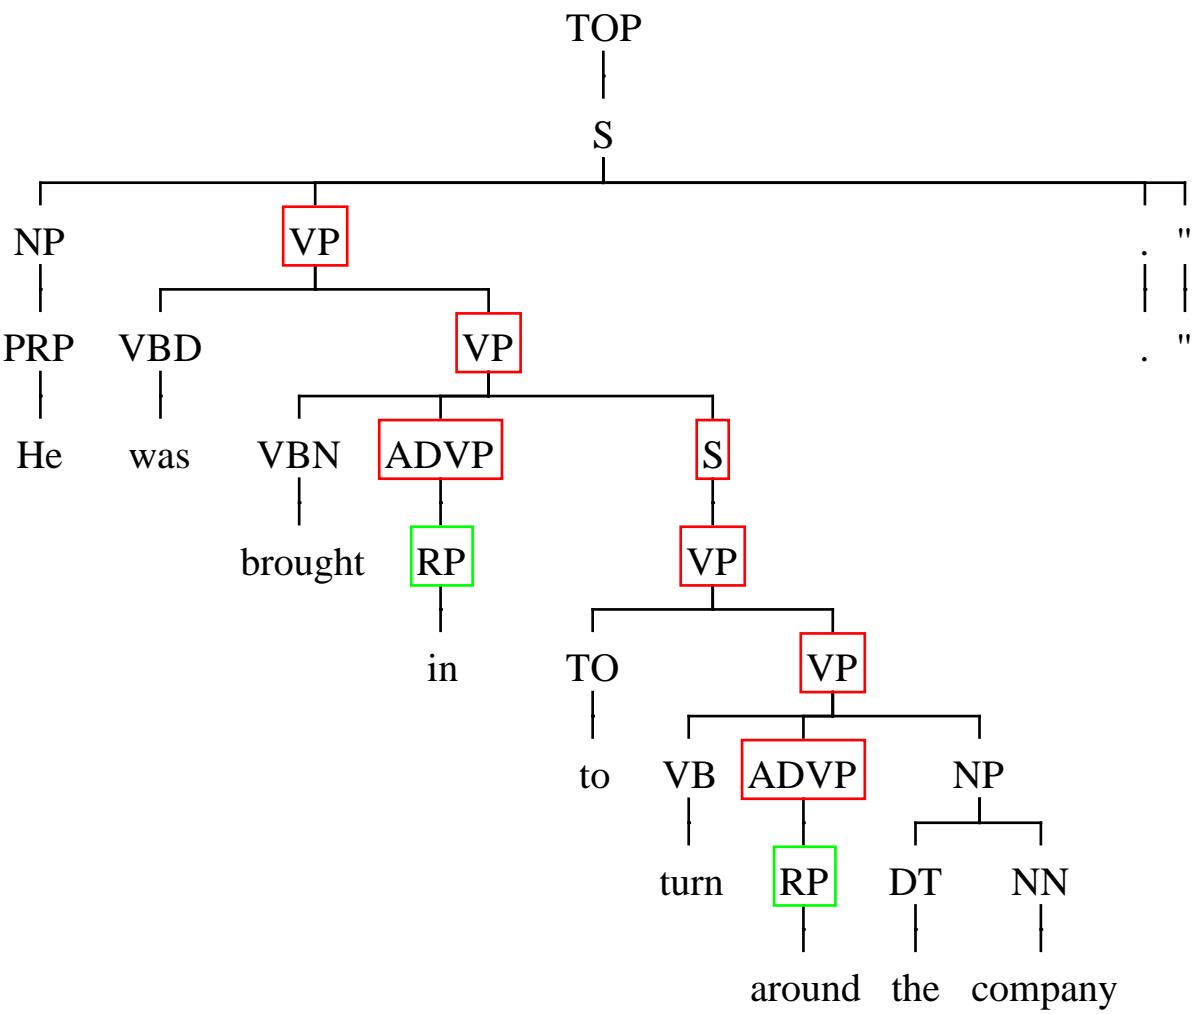 TOP
S
NP VP . "
PRP VBD VP . "
He was VBN ADVP S
brought RP VP
in TO VP
to VB ADVP NP
turn RP DT NN
around the company